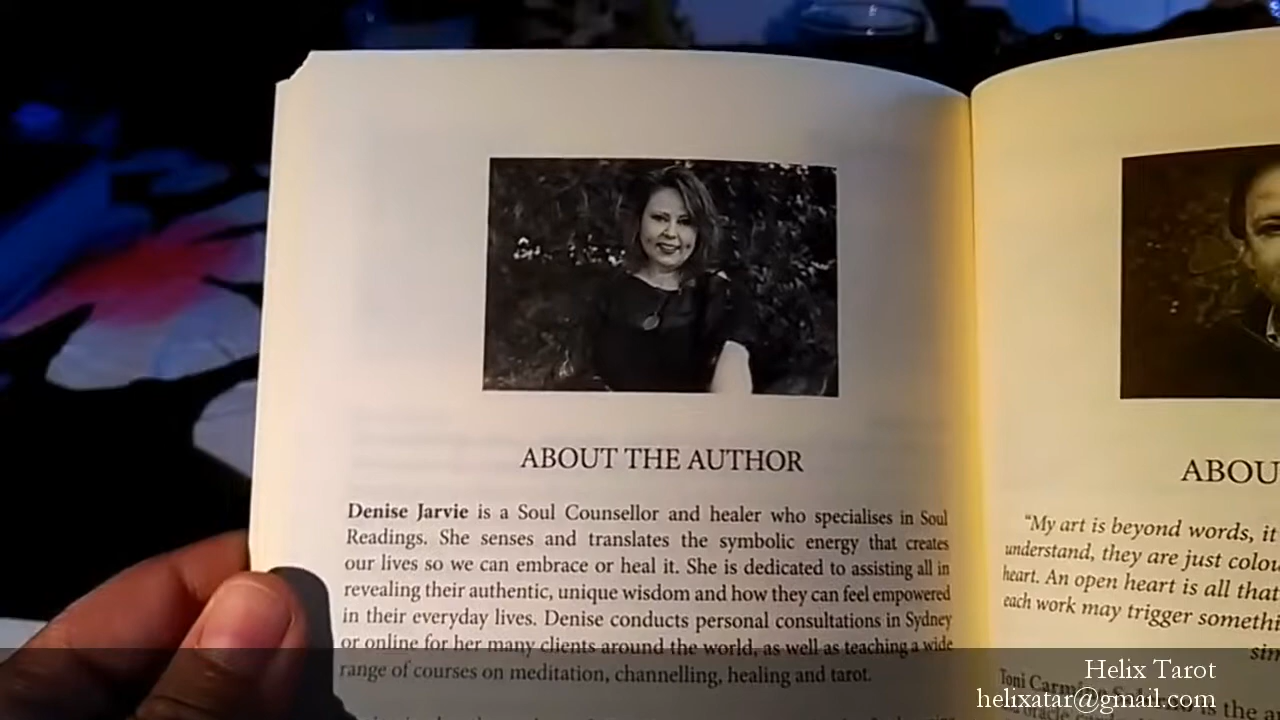 ABOUT THE AUTHOR
Denise Jarvie is a Soul Counsellor and healer who specialises in Soul
Readings. She senses and translates the symbolic energy that creates
our lives so we can embrace or heal it. She is dedicated to assisting all in
revealing their authentic, unique wisdom and how they can feel empowered
in their everyday lives. Denise conducts personal consultations in Sydney
or online for her many clients around the world, as well as teaching a wide
range of courses on meditation, channelling, healing and tarot.
ABOU
"My art is beyond words, it
understand, they are just colou
heart. An open heart is all that
each work may trigger somethi
sim
Toni Carm
is the a
Helix Tarot
helixatar@gmail.com